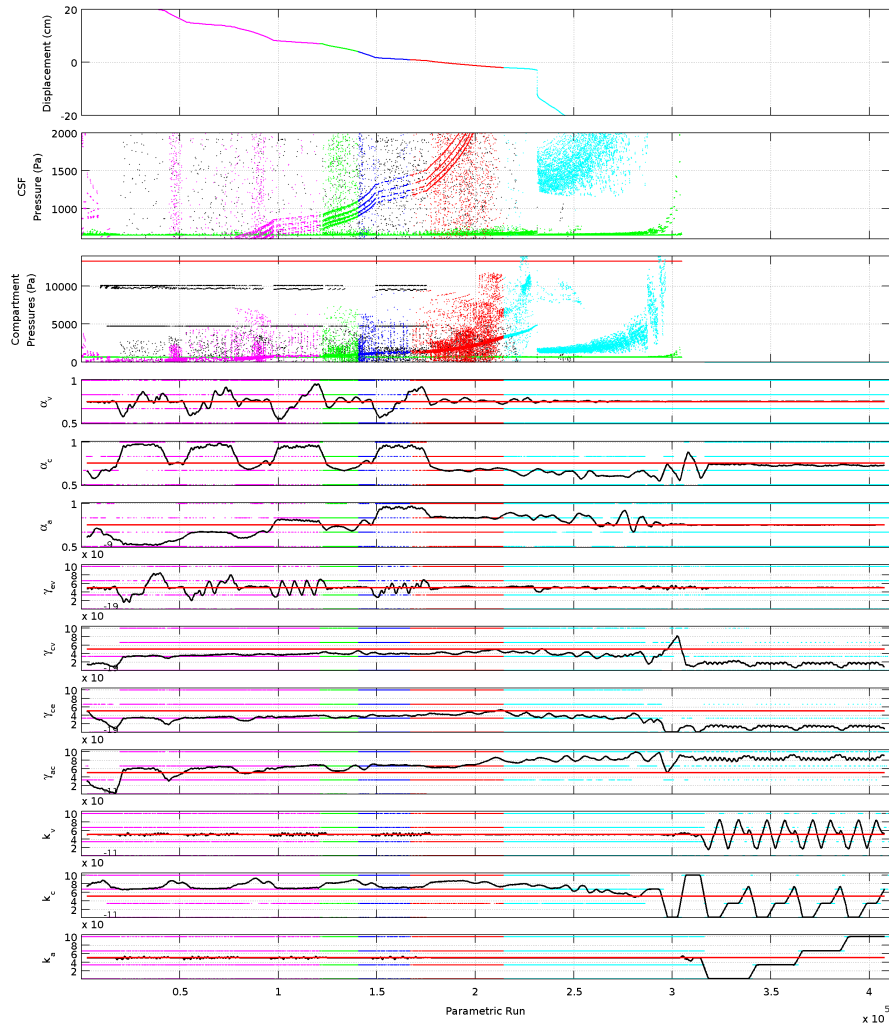 20
0
-20
Displacement (cm)
2000
1500
1000
CSF
Pressure (Pa)
10000
5000
0
Compartment
Pressures (Pa)
1
0.5
α_v
1
0.5
α_c
1
0.5
α_a
-9
x 10
10
8
6
4
2
γ_ev
-19
x 10
10
8
6
4
2
γ_cv
-19
x 10
10
8
6
4
2
γ_ce
-19
x 10
10
8
6
4
2
γ_ac
x 10
10
8
6
4
2
k_v
-11
x 10
10
8
6
4
2
k_c
-11
x 10
10
8
6
4
2
k_a
0.5 1 1.5 2 2.5 3 3.5 4
Parametric Run
x 10^5